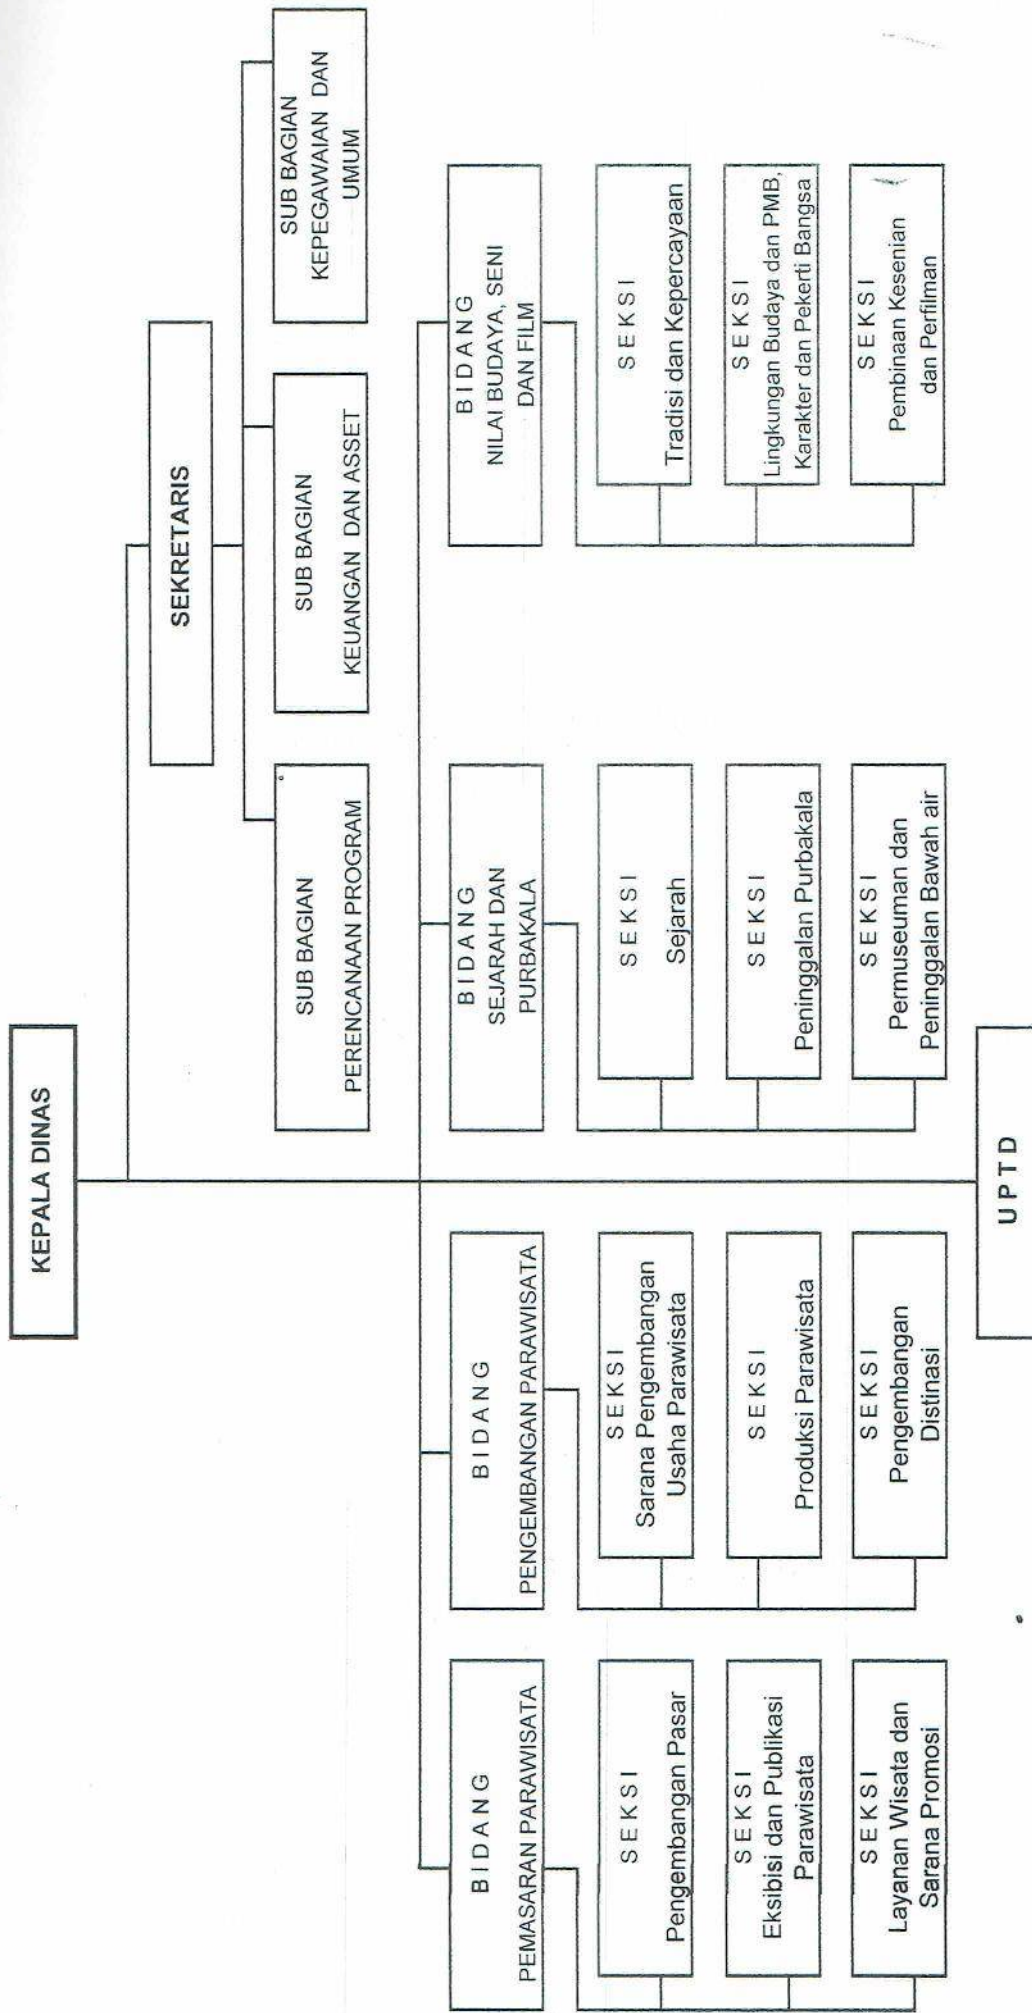 KEPALA DINAS
SEKRETARIS
SUB BAGIAN
PERENCANAAN PROGRAM
SUB BAGIAN
KEUANGAN DAN ASSET
SUB BAGIAN
KEPEGAWAIAN DAN
UMUM
B I D A N G
PEMASARAN PARAWISATA
S E K S I
Pengembangan Pasar
S E K S I
Eksibisi dan Publikasi
Parawisata
S E K S I
Layanan Wisata dan
Sarana Promosi
B I D A N G
PENGEMBANGAN PARAWISATA
S E K S I
Sarana Pengembangan
Usaha Parawisata
S E K S I
Produksi Parawisata
S E K S I
Pengembangan
Distinasi
B I D A N G
SEJARAH DAN
PURBAKALA
S E K S I
Sejarah
S E K S I
Peninggalan Purbakala
S E K S I
Permuseuman dan
Peninggalan Bawah air
B I D A N G
NILAI BUDAYA, SENI
DAN FILM
S E K S I
Tradisi dan Kepercayaan
S E K S I
Lingkungan Budaya dan PMB,
Karakter dan Pekerti Bangsa
S E K S I
Pembinaan Kesenian
dan Perfilman
U P T D